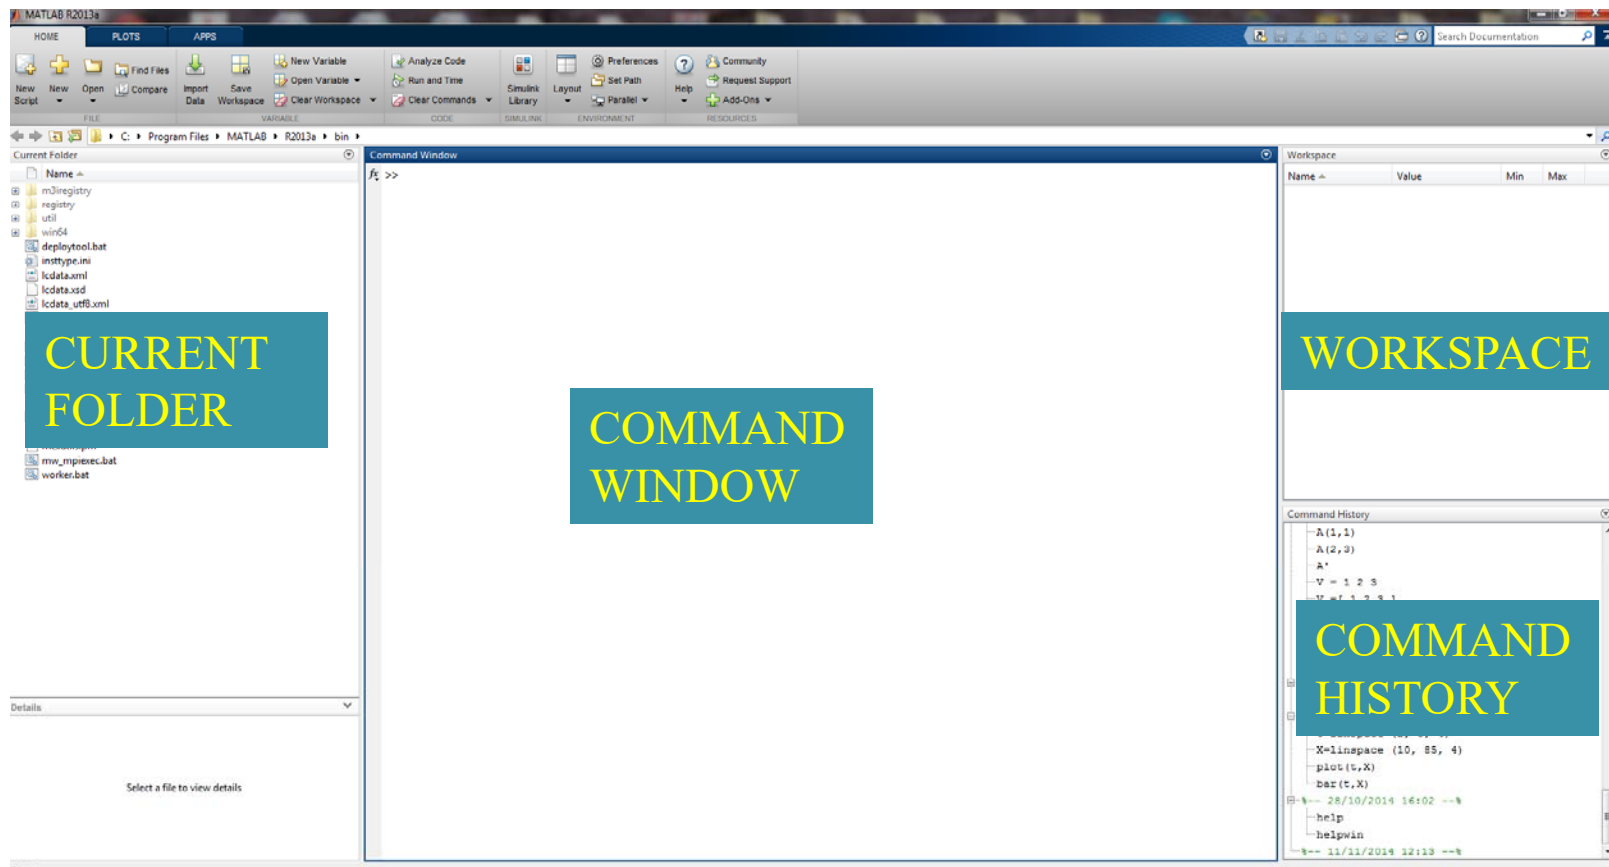 MATLAB R2013a
HOME PLOTS APPS
Search Documentation
New Script
New
Open
Find Files
Compare
Import Data
Save Workspace
New Variable
Open Variable
Clear Workspace
Analyze Code
Run and Time
Clear Commands
Simulink Library
Layout
Preferences
Set Path
Parallel
Help
Community
Request Support
Add-Ons
FILE VARIABLE CODE SIMULINK ENVIRONMENT RESOURCES
C: Program Files MATLAB R2013a bin
Current Folder
Name
m3iregistry
registry
util
win64
deploytool.bat
insttype.ini
lcdata.xml
lcdata.xsd
lcdata_utf8.xml
CURRENT
FOLDER
mw_mpiexec.bat
worker.bat
Details
Select a file to view details
Command Window
fx >>
COMMAND
WINDOW
Workspace
Name Value Min Max
WORKSPACE
Command History
A(1,1)
A(2,3)
A'
V = 1 2 3
V =[ 1 2 3 ]
COMMAND
HISTORY
X=linspace (10, 85, 4)
plot(t,X)
bar(t,X)
%-- 28/10/2014 16:02 --%
help
helpwin
%-- 11/11/2014 12:13 --%